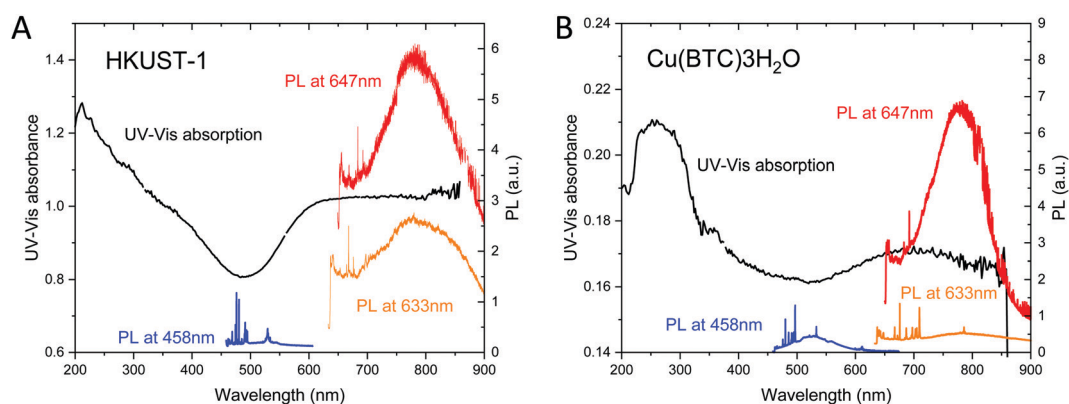 A
HKUST-1
PL at 647nm
UV-Vis absorption
PL at 633nm
PL at 458nm
1.4
1.2
1.0
0.8
0.6
UV-Vis absorbance
6
5
4
3
2
1
0
PL (a.u.)
200 300 400 500 600 700 800 900
Wavelength (nm)
B
Cu(BTC)3H₂O
PL at 647nm
UV-Vis absorption
PL at 633nm
PL at 458nm
0.24
0.22
0.20
0.18
0.16
0.14
UV-Vis absorbance
9
8
7
6
5
4
3
2
1
0
PL (a.u.)
200 300 400 500 600 700 800 900
Wavelength (nm)